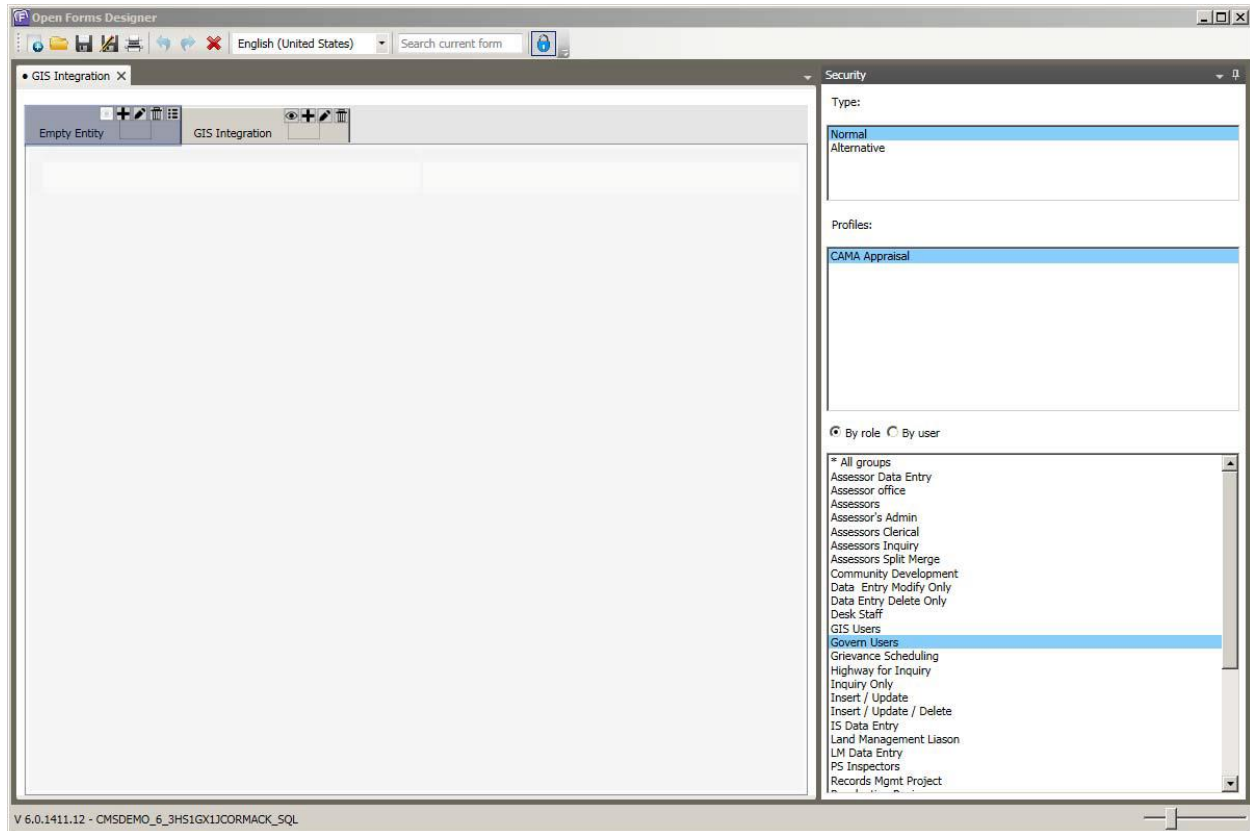 Open Forms Designer
English (United States)
Search current form
GIS Integration
Security
Type:
Empty Entity
GIS Integration
Normal
Alternative
Profiles:
CAMA Appraisal
By role
By user
* All groups
Assessor Data Entry
Assessor office
Assessors
Assessor's Admin
Assessors Clerical
Assessors Inquiry
Assessors Split Merge
Community Development
Data  Entry Modify Only
Data Entry Delete Only
Desk Staff
GIS Users
Govern Users
Grievance Scheduling
Highway for Inquiry
Inquiry Only
Insert / Update
Insert / Update / Delete
IS Data Entry
Land Management Liason
LM Data Entry
PS Inspectors
Records Mgmt Project
V 6.0.1411.12 - CMSDEMO_6_3HS1GX1JCORMACK_SQL